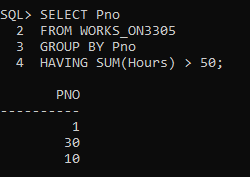 SQL> SELECT Pno
  2  FROM WORKS_ON3305
  3  GROUP BY Pno
  4  HAVING SUM(Hours) > 50;
       PNO
----------
         1
        30
        10